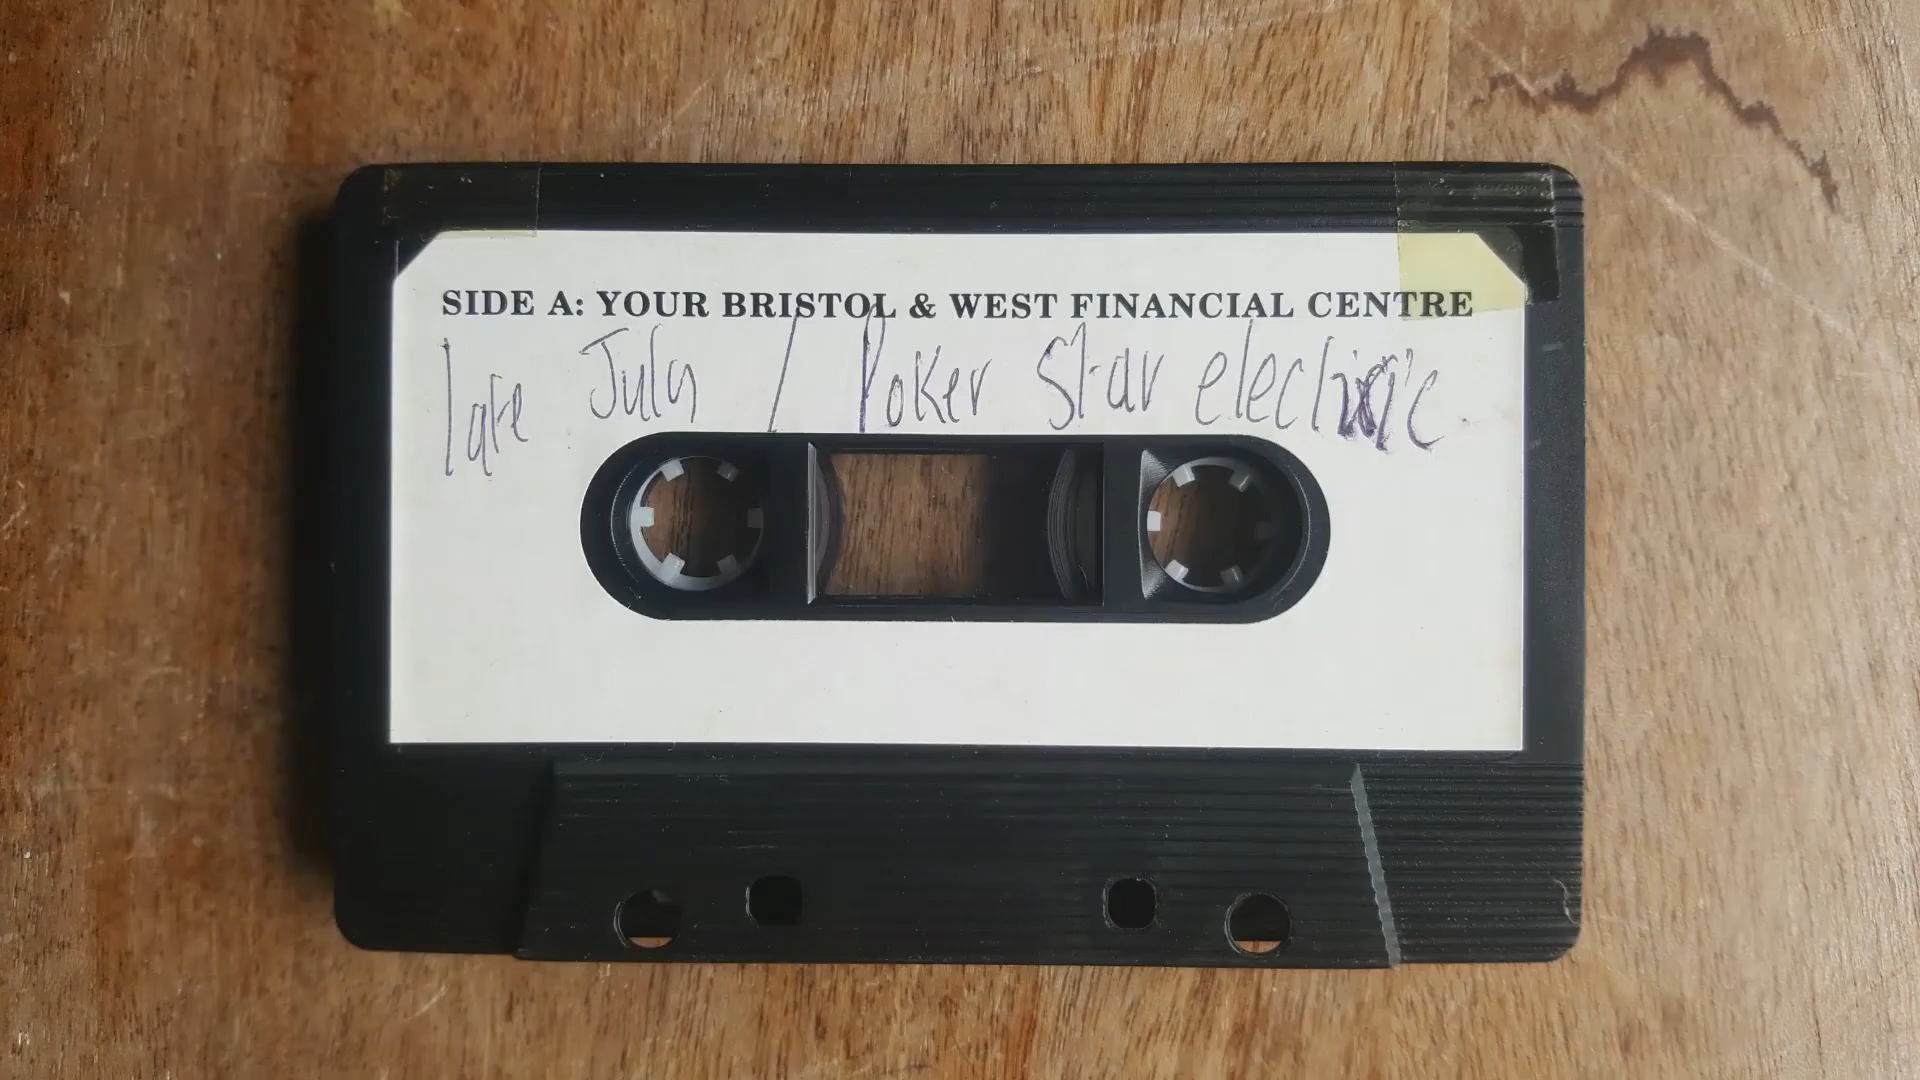 SIDE A: YOUR BRISTOL & WEST FINANCIAL CENTRE
late July / Poker Star electric